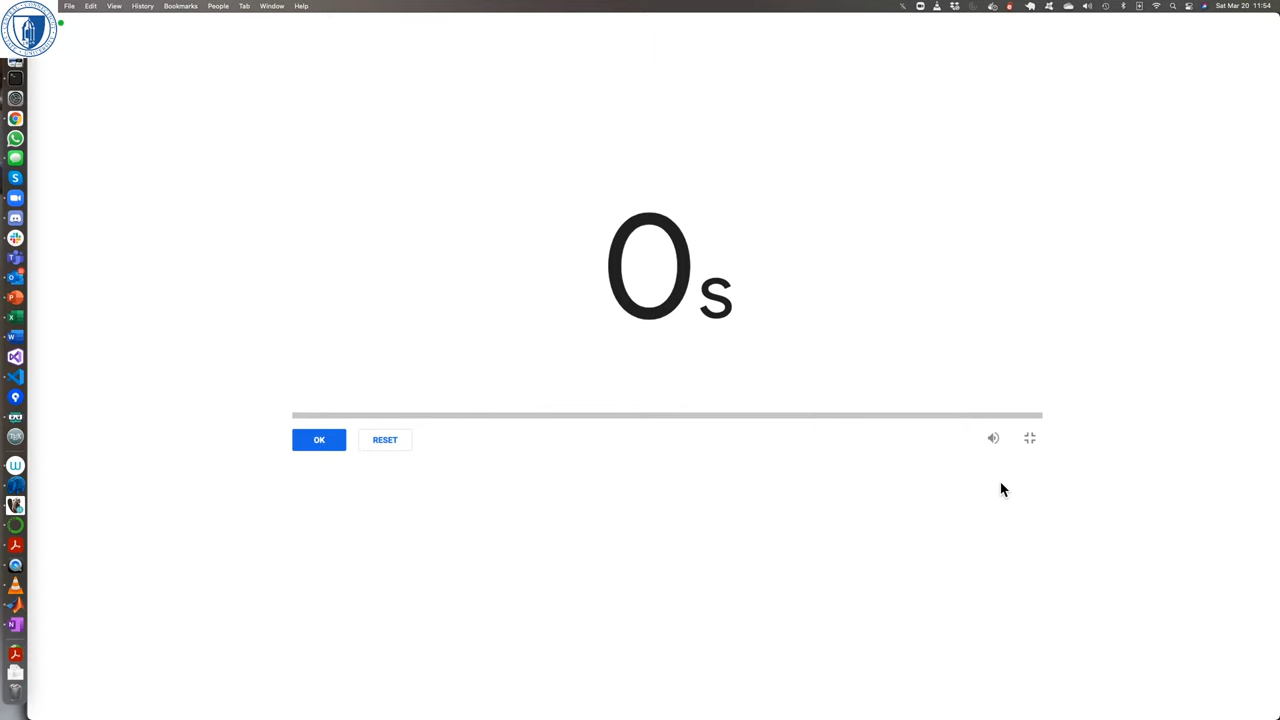 File Edit View History Bookmarks People Tab Window Help Sat Mar 20 11:54
0s
OK RESET